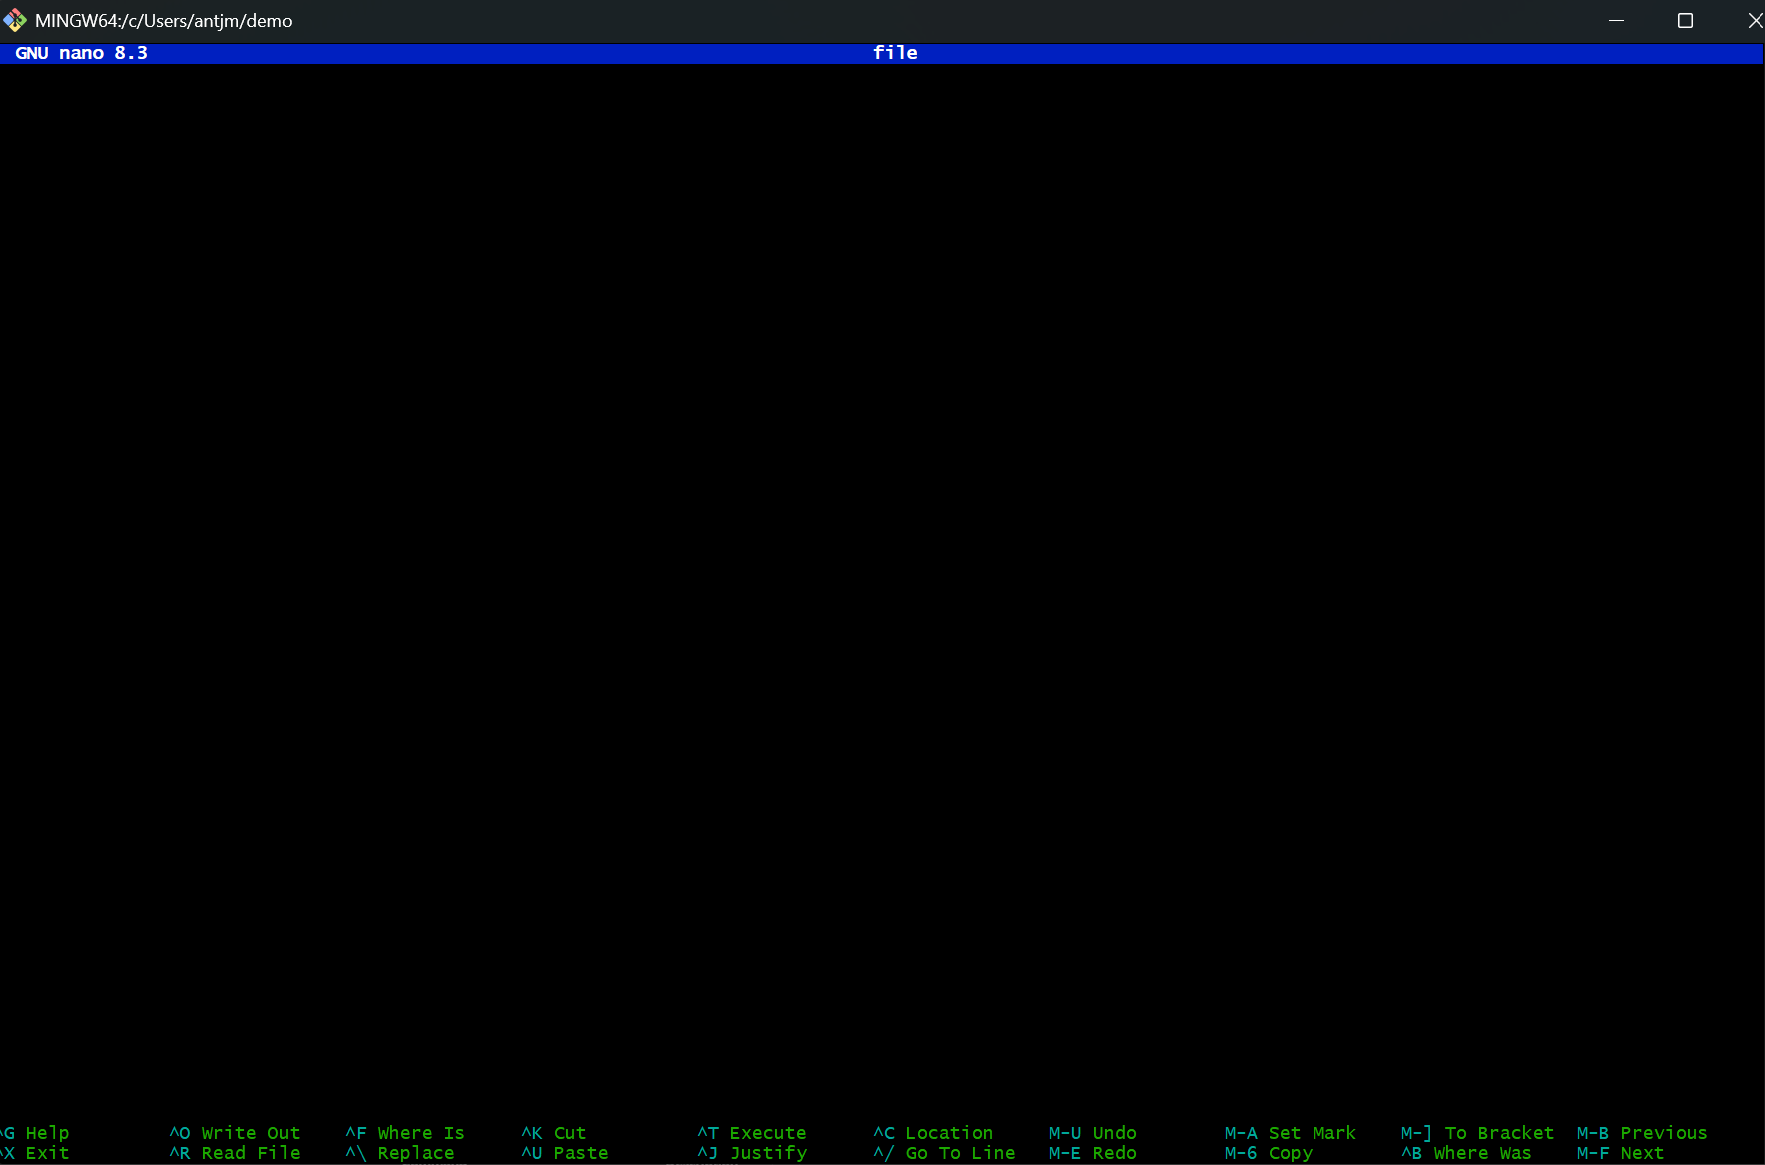 MINGW64:/c/Users/antjm/demo
GNU nano 8.3 file
^G Help ^O Write Out ^F Where Is ^K Cut ^T Execute ^C Location M-U Undo M-A Set Mark M-] To Bracket M-B Previous
^X Exit ^R Read File ^\ Replace ^U Paste ^J Justify ^/ Go To Line M-E Redo M-6 Copy ^B Where Was M-F Next